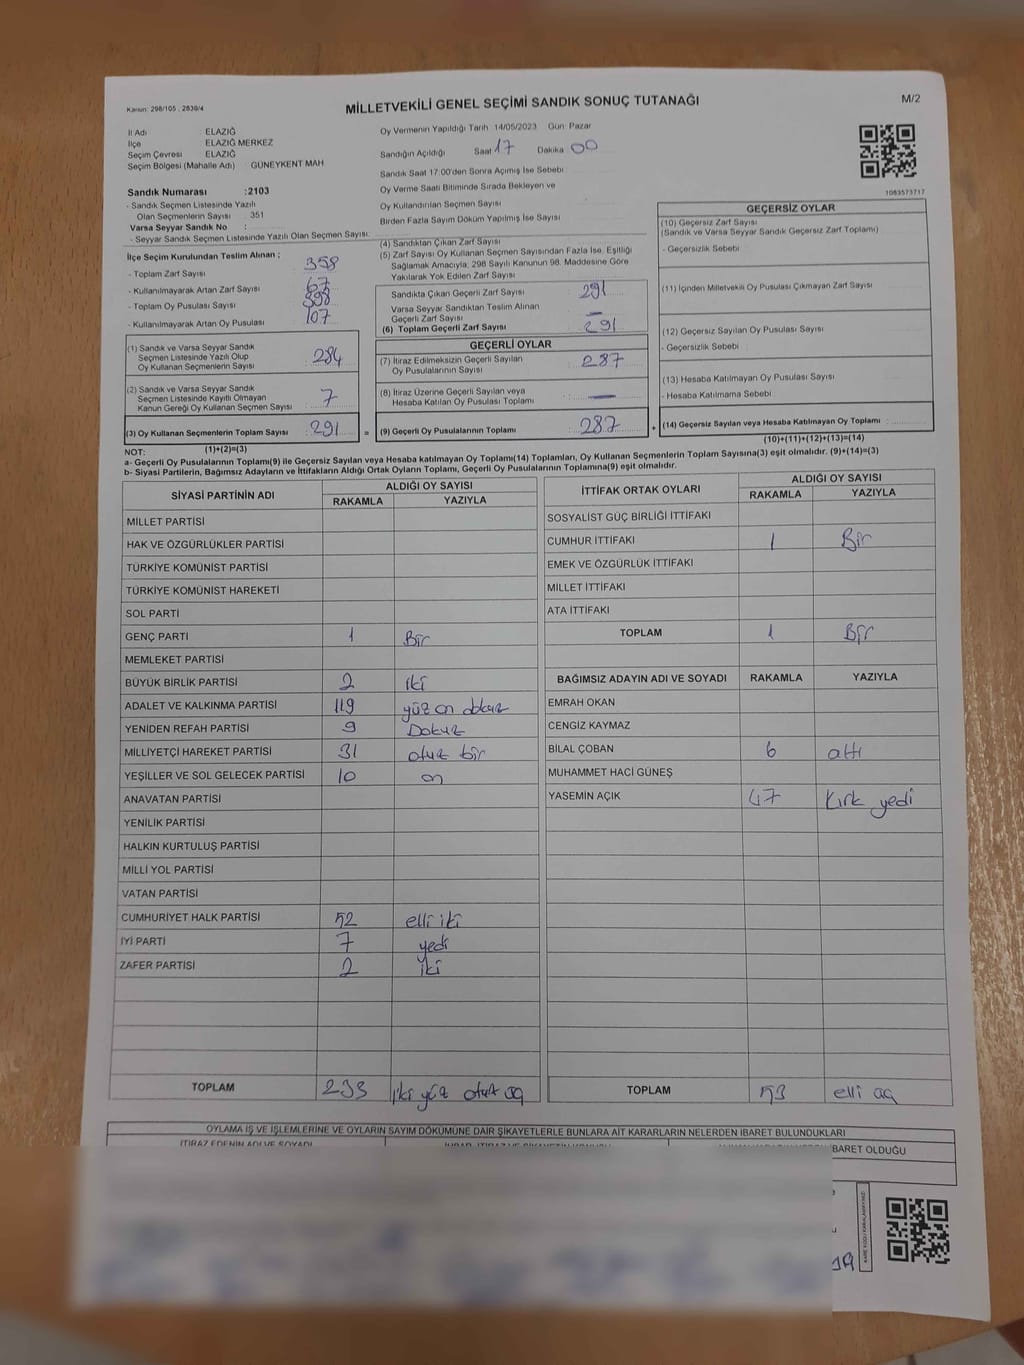 Kanun: 298/105 , 2839/4
MİLLETVEKİLİ GENEL SEÇİMİ SANDIK SONUÇ TUTANAĞI
M/2
İl Adı : ELAZIĞ
İlçe : ELAZIĞ MERKEZ
Seçim Çevresi : ELAZIĞ
Seçim Bölgesi (Mahalle Adı) : GÜNEYKENT MAH
Sandık Numarası :2103
- Sandık Seçmen Listesinde Yazılı
Olan Seçmenlerin Sayısı : 351
Varsa Seyyar Sandık No :
- Seyyar Sandık Seçmen Listesinde Yazılı Olan Seçmen Sayısı:
İlçe Seçim Kurulundan Teslim Alınan ;
- Toplam Zarf Sayısı 358
- Kullanılmayarak Artan Zarf Sayısı 67
- Toplam Oy Pusulası Sayısı 398
- Kullanılmayarak Artan Oy Pusulası 107
(1) Sandık ve Varsa Seyyar Sandık
Seçmen Listesinde Yazılı Olup
Oy Kullanan Seçmenlerin Sayısı 284
(2) Sandık ve Varsa Seyyar Sandık
Seçmen Listesinde Kayıtlı Olmayan
Kanun Gereği Oy Kullanan Seçmen Sayısı 7
(3) Oy Kullanan Seçmenlerin Toplam Sayısı 291
Oy Vermenin Yapıldığı Tarih 14/05/2023 Gün: Pazar
Sandığın Açıldığı Saat 17 Dakika 00
Sandık Saat 17:00'den Sonra Açılmış İse Sebebi
Oy Verme Saati Bitiminde Sırada Bekleyen ve
Oy Kullandırılan Seçmen Sayısı
Birden Fazla Sayım Döküm Yapılmış İse Sayısı
(4) Sandıktan Çıkan Zarf Sayısı
(5) Zarf Sayısı Oy Kullanan Seçmen Sayısından Fazla İse, Eşitliği
Sağlamak Amacıyla; 298 Sayılı Kanunun 98. Maddesine Göre
Yakılarak Yok Edilen Zarf Sayısı
Sandıkta Çıkan Geçerli Zarf Sayısı 291
Varsa Seyyar Sandıktan Teslim Alınan
Geçerli Zarf Sayısı —
(6) Toplam Geçerli Zarf Sayısı 291
GEÇERLİ OYLAR
(7) İtiraz Edilmeksizin Geçerli Sayılan
Oy Pusulalarının Sayısı 287
(8) İtiraz Üzerine Geçerli Sayılan veya
Hesaba Katılan Oy Pusulası Toplamı —
= (9) Geçerli Oy Pusulalarının Toplamı 287
1083573717
GEÇERSİZ OYLAR
(10) Geçersiz Zarf Sayısı
(Sandık ve Varsa Seyyar Sandık Geçersiz Zarf Toplamı)
- Geçersizlik Sebebi
(11) İçinden Milletvekili Oy Pusulası Çıkmayan Zarf Sayısı
(12) Geçersiz Sayılan Oy Pusulası Sayısı
- Geçersizlik Sebebi
(13) Hesaba Katılmayan Oy Pusulası Sayısı
- Hesaba Katılmama Sebebi
+ (14) Geçersiz Sayılan veya Hesaba Katılmayan Oy Toplamı :
NOT: (1)+(2)=(3) (10)+(11)+(12)+(13)=(14)
a- Geçerli Oy Pusulalarının Toplamı(9) ile Geçersiz Sayılan veya Hesaba katılmayan Oy Toplamı(14) Toplamları, Oy Kullanan Seçmenlerin Toplam Sayısına(3) eşit olmalıdır. (9)+(14)=(3)
b- Siyasi Partilerin, Bağımsız Adayların ve İttifakların Aldığı Ortak Oyların Toplamı, Geçerli Oy Pusulalarının Toplamına(9) eşit olmalıdır.
SİYASİ PARTİNİN ADI ALDIĞI OY SAYISI
RAKAMLA YAZIYLA
MİLLET PARTİSİ
HAK VE ÖZGÜRLÜKLER PARTİSİ
TÜRKİYE KOMÜNİST PARTİSİ
TÜRKİYE KOMÜNİST HAREKETİ
SOL PARTİ
GENÇ PARTİ 1 Bir
MEMLEKET PARTİSİ
BÜYÜK BİRLİK PARTİSİ 2 iki
ADALET VE KALKINMA PARTİSİ 119 yüz on dokuz
YENİDEN REFAH PARTİSİ 9 Dokuz
MİLLİYETÇİ HAREKET PARTİSİ 31 otuz bir
YEŞİLLER VE SOL GELECEK PARTİSİ 10 on
ANAVATAN PARTİSİ
YENİLİK PARTİSİ
HALKIN KURTULUŞ PARTİSİ
MİLLİ YOL PARTİSİ
VATAN PARTİSİ
CUMHURİYET HALK PARTİSİ 52 elli iki
İYİ PARTİ 7 yedi
ZAFER PARTİSİ 2 iki
TOPLAM 233 iki yüz otuz üç
İTTİFAK ORTAK OYLARI ALDIĞI OY SAYISI
RAKAMLA YAZIYLA
SOSYALİST GÜÇ BİRLİĞİ İTTİFAKI
CUMHUR İTTİFAKI 1 Bir
EMEK VE ÖZGÜRLÜK İTTİFAKI
MİLLET İTTİFAKI
ATA İTTİFAKI
TOPLAM 1 Bir
BAĞIMSIZ ADAYIN ADI VE SOYADI RAKAMLA YAZIYLA
EMRAH OKAN
CENGİZ KAYMAZ
BİLAL ÇOBAN 6 altı
MUHAMMET HACİ GÜNEŞ
YASEMİN AÇIK 47 Kırk yedi
TOPLAM 53 elli üç
OYLAMA İŞ VE İŞLEMLERİNE VE OYLARIN SAYIM DÖKÜMÜNE DAİR ŞİKAYETLERLE BUNLARA AİT KARARLARIN NELERDEN İBARET BULUNDUKLARI
İTİRAZ EDENİN ADI VE SOYADI
İBARET OLDUĞU